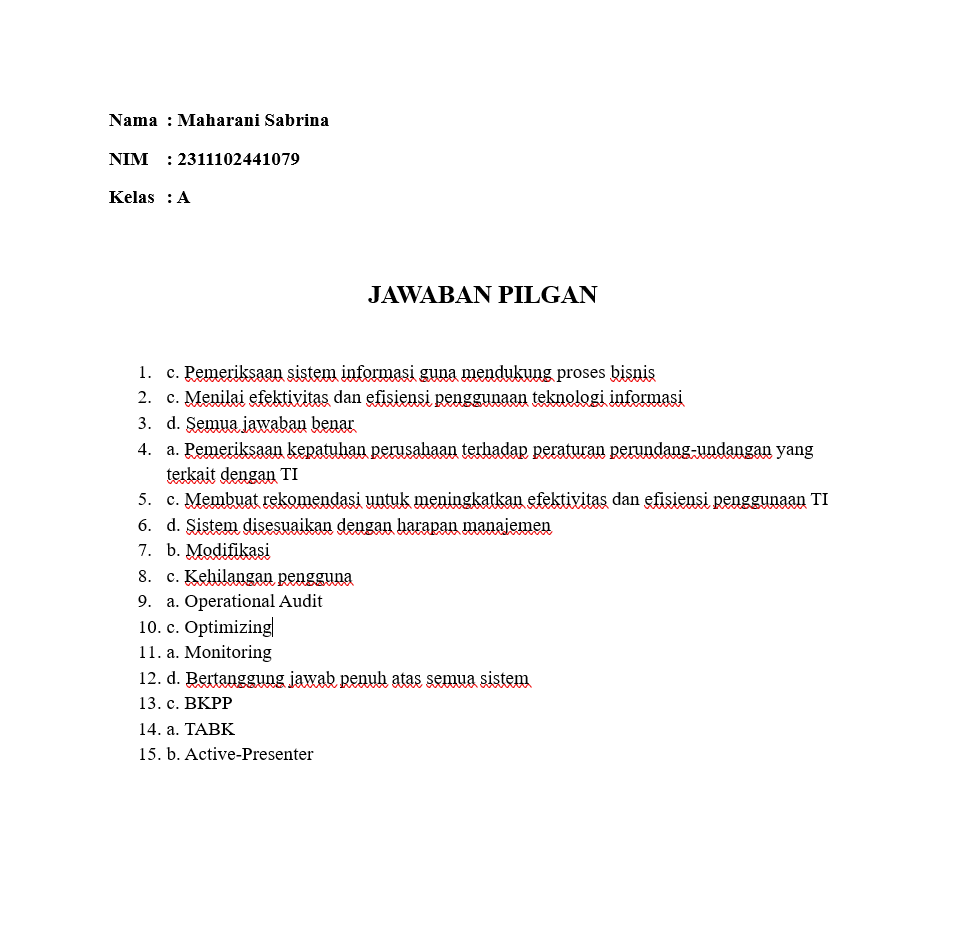 Nama : Maharani Sabrina
NIM : 2311102441079
Kelas : A
JAWABAN PILGAN
1. c. Pemeriksaan sistem informasi guna mendukung proses bisnis
2. c. Menilai efektivitas dan efisiensi penggunaan teknologi informasi
3. d. Semua jawaban benar
4. a. Pemeriksaan kepatuhan perusahaan terhadap peraturan perundang-undangan yang
terkait dengan TI
5. c. Membuat rekomendasi untuk meningkatkan efektivitas dan efisiensi penggunaan TI
6. d. Sistem disesuaikan dengan harapan manajemen
7. b. Modifikasi
8. c. Kehilangan pengguna
9. a. Operational Audit
10. c. Optimizing
11. a. Monitoring
12. d. Bertanggung jawab penuh atas semua sistem
13. c. BKPP
14. a. TABK
15. b. Active-Presenter